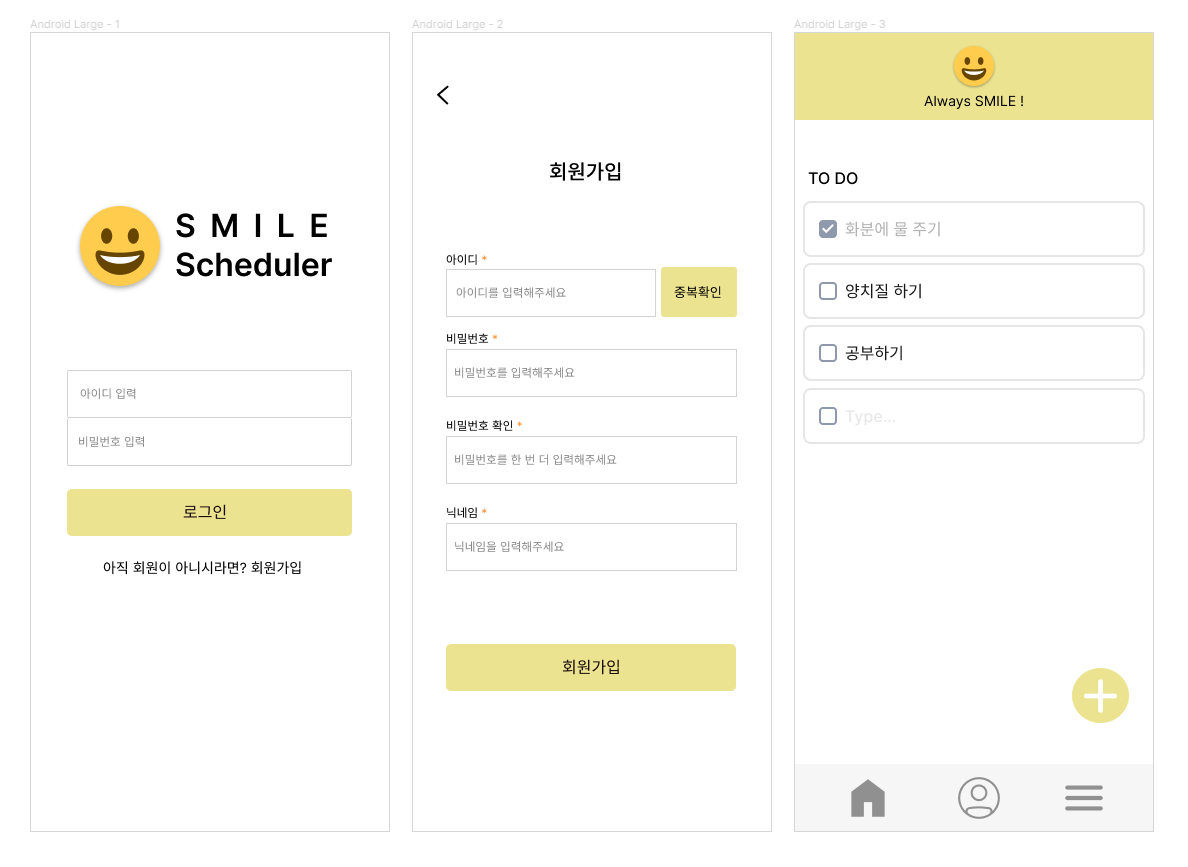 Android Large - 1
S M I L E
Scheduler
아이디 입력
비밀번호 입력
로그인
아직 회원이 아니시라면? 회원가입
Android Large - 2
회원가입
아이디 *
아이디를 입력해주세요
중복확인
비밀번호 *
비밀번호를 입력해주세요
비밀번호 확인 *
비밀번호를 한 번 더 입력해주세요
닉네임 *
닉네임을 입력해주세요
회원가입
Android Large - 3
Always SMILE !
TO DO
화분에 물 주기
양치질 하기
공부하기
Type...